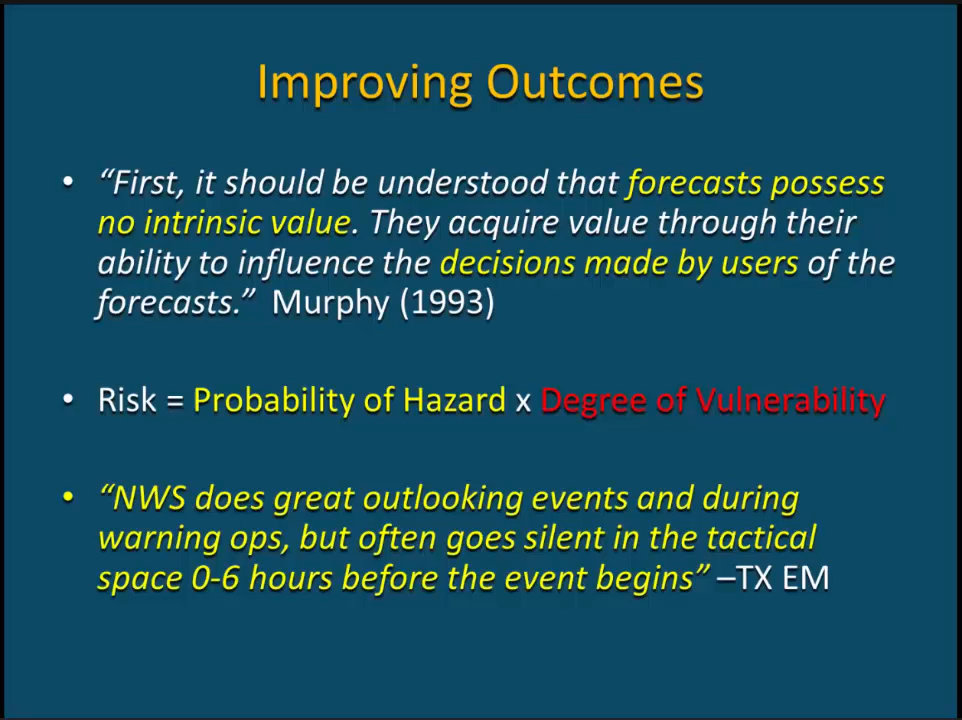 Improving Outcomes
• “First, it should be understood that forecasts possess
no intrinsic value. They acquire value through their
ability to influence the decisions made by users of the
forecasts.” Murphy (1993)
• Risk = Probability of Hazard x Degree of Vulnerability
• “NWS does great outlooking events and during
warning ops, but often goes silent in the tactical
space 0-6 hours before the event begins” –TX EM